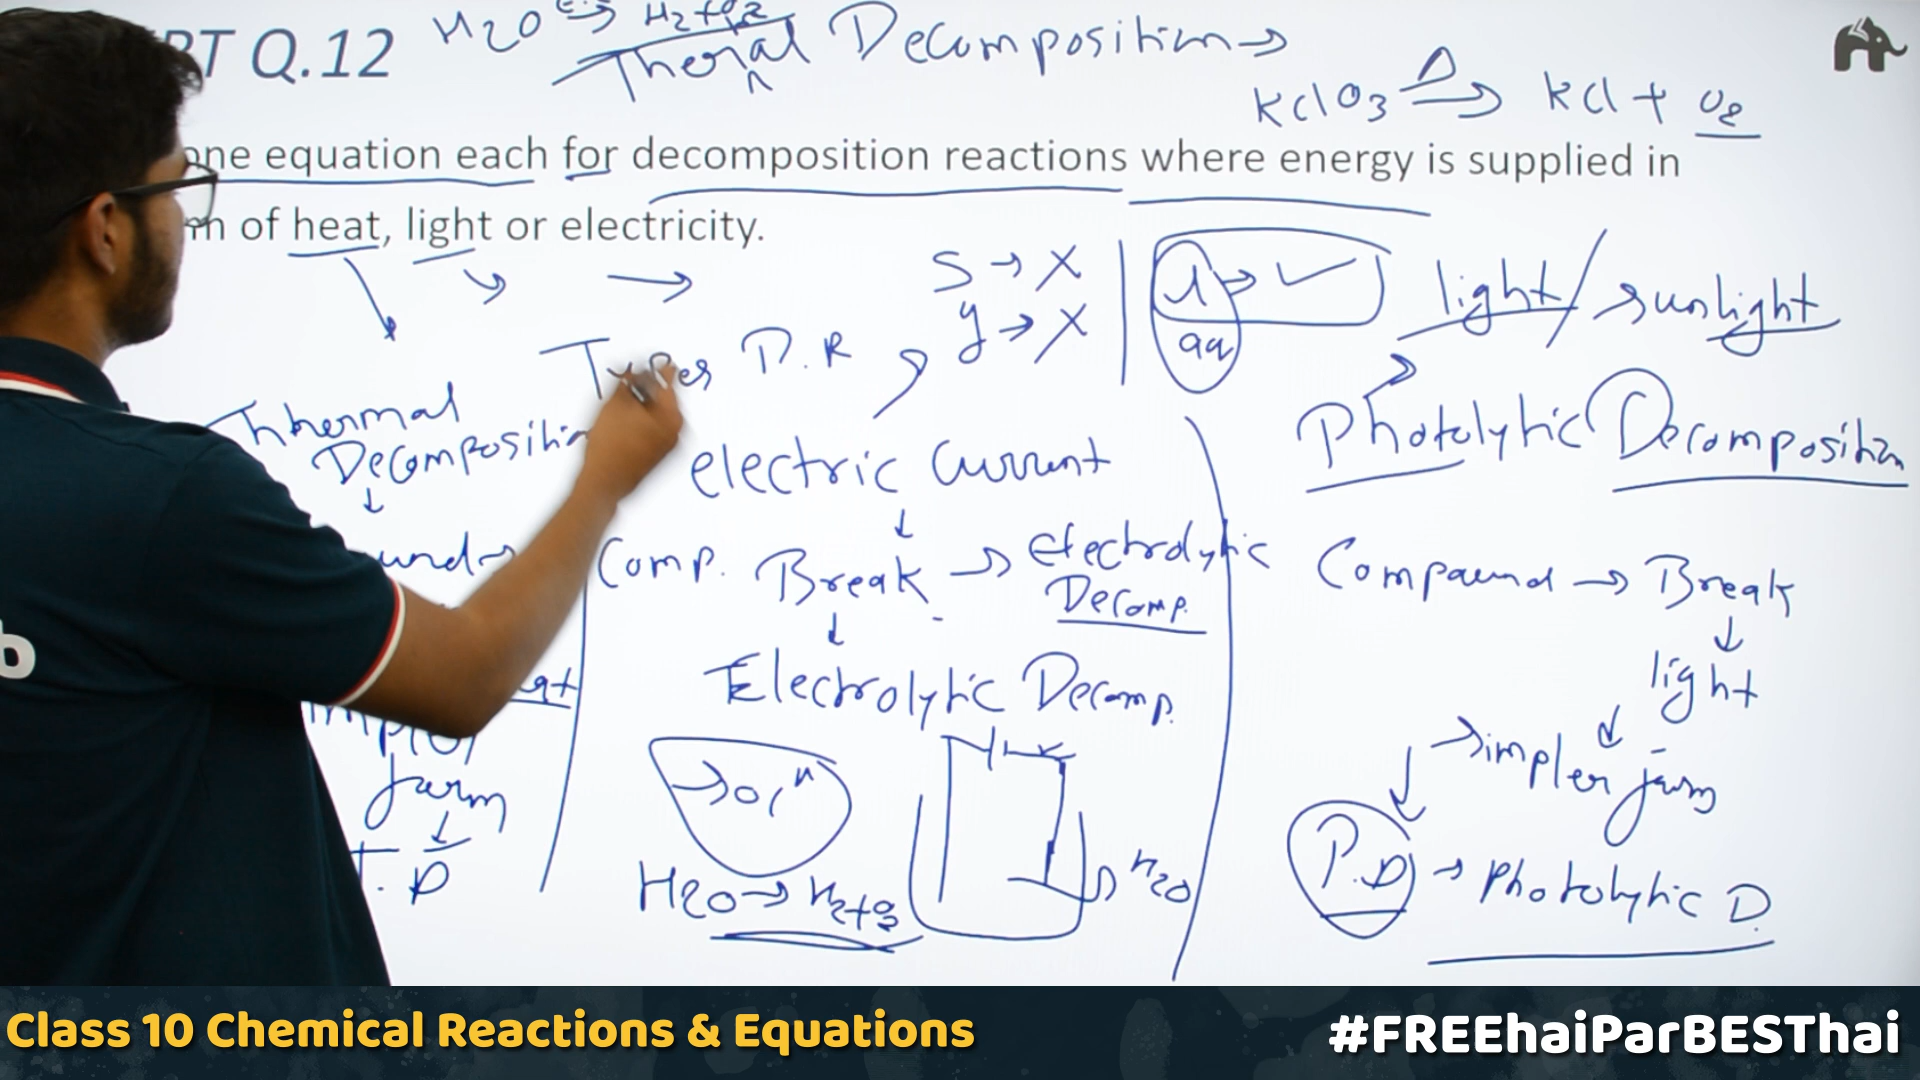 RT Q.12
H2O → H2+O2
Thermal Decomposition →
KClO3 △→ KCl + O2
one equation each for decomposition reactions where energy is supplied in
m of heat, light or electricity.
S → X
y → X
l → ✓
aq
light / sunlight
Types D.R
Thhermal
Decomposition
electric Current
Photolytic Decomposition
ound →
Comp. Break → Electrolytic
Decomp.
Compound → Break
Electrolytic Decomp.
light
simpler form
form
T.D
H2O → H2+O2
H2O
P.D → Photolytic D.
b
Class 10 Chemical Reactions & Equations
#FREEhaiParBESThai